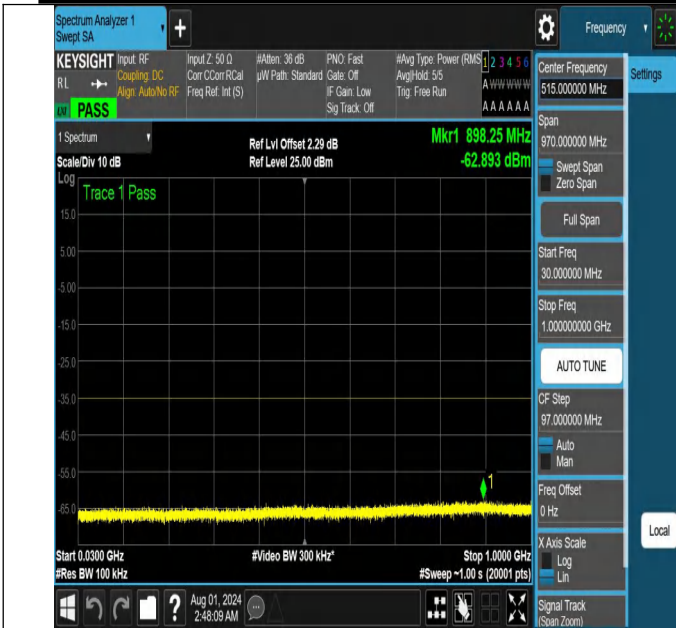 Spectrum Analyzer 1
Swept SA
+
Frequency
KEYSIGHT
RL
PASS
Input: RF
Coupling: DC
Align: Auto/No RF
Input Z: 50 Ω
Corr CCorr RCal
Freq Ref: Int (S)
#Atten: 36 dB
µW Path: Standard
PNO: Fast
Gate: Off
IF Gain: Low
Sig Track: Off
#Avg Type: Power (RMS
Avg|Hold: 5/5
Trig: Free Run
1 2 3 4 5 6
A W W W W W
A A A A A A
1 Spectrum
Scale/Div 10 dB
Ref Lvl Offset 2.29 dB
Ref Level 25.00 dBm
Mkr1 898.25 MHz
-62.893 dBm
Log
Trace 1 Pass
15.0
5.00
-5.00
-15.0
-25.0
-35.0
-45.0
-55.0
-65.0
1
Start 0.0300 GHz
#Res BW 100 kHz
#Video BW 300 kHz*
Stop 1.0000 GHz
#Sweep ~1.00 s (20001 pts)
Aug 01, 2024
2:48:09 AM
Center Frequency
515.000000 MHz
Settings
Span
970.000000 MHz
Swept Span
Zero Span
Full Span
Start Freq
30.000000 MHz
Stop Freq
1.000000000 GHz
AUTO TUNE
CF Step
97.000000 MHz
Auto
Man
Freq Offset
0 Hz
X Axis Scale
Log
Lin
Local
Signal Track
(Span Zoom)